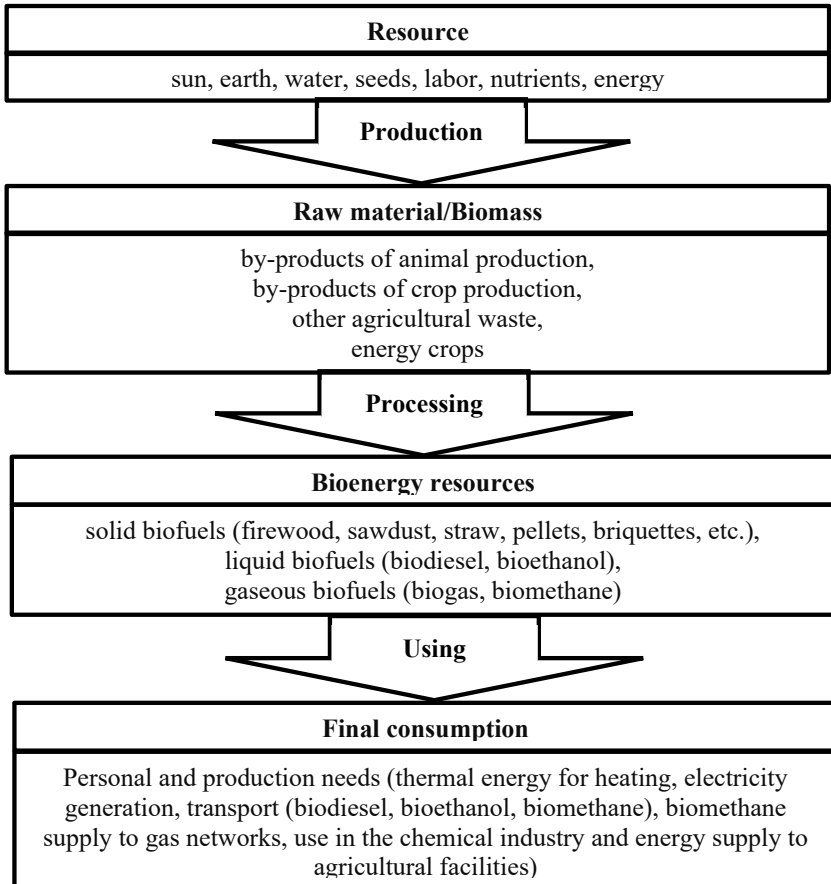 Resource
sun, earth, water, seeds, labor, nutrients, energy
Production
Raw material/Biomass
by-products of animal production,
by-products of crop production,
other agricultural waste,
energy crops
Processing
Bioenergy resources
solid biofuels (firewood, sawdust, straw, pellets, briquettes, etc.),
liquid biofuels (biodiesel, bioethanol),
gaseous biofuels (biogas, biomethane)
Using
Final consumption
Personal and production needs (thermal energy for heating, electricity
generation, transport (biodiesel, bioethanol, biomethane), biomethane
supply to gas networks, use in the chemical industry and energy supply to
agricultural facilities)